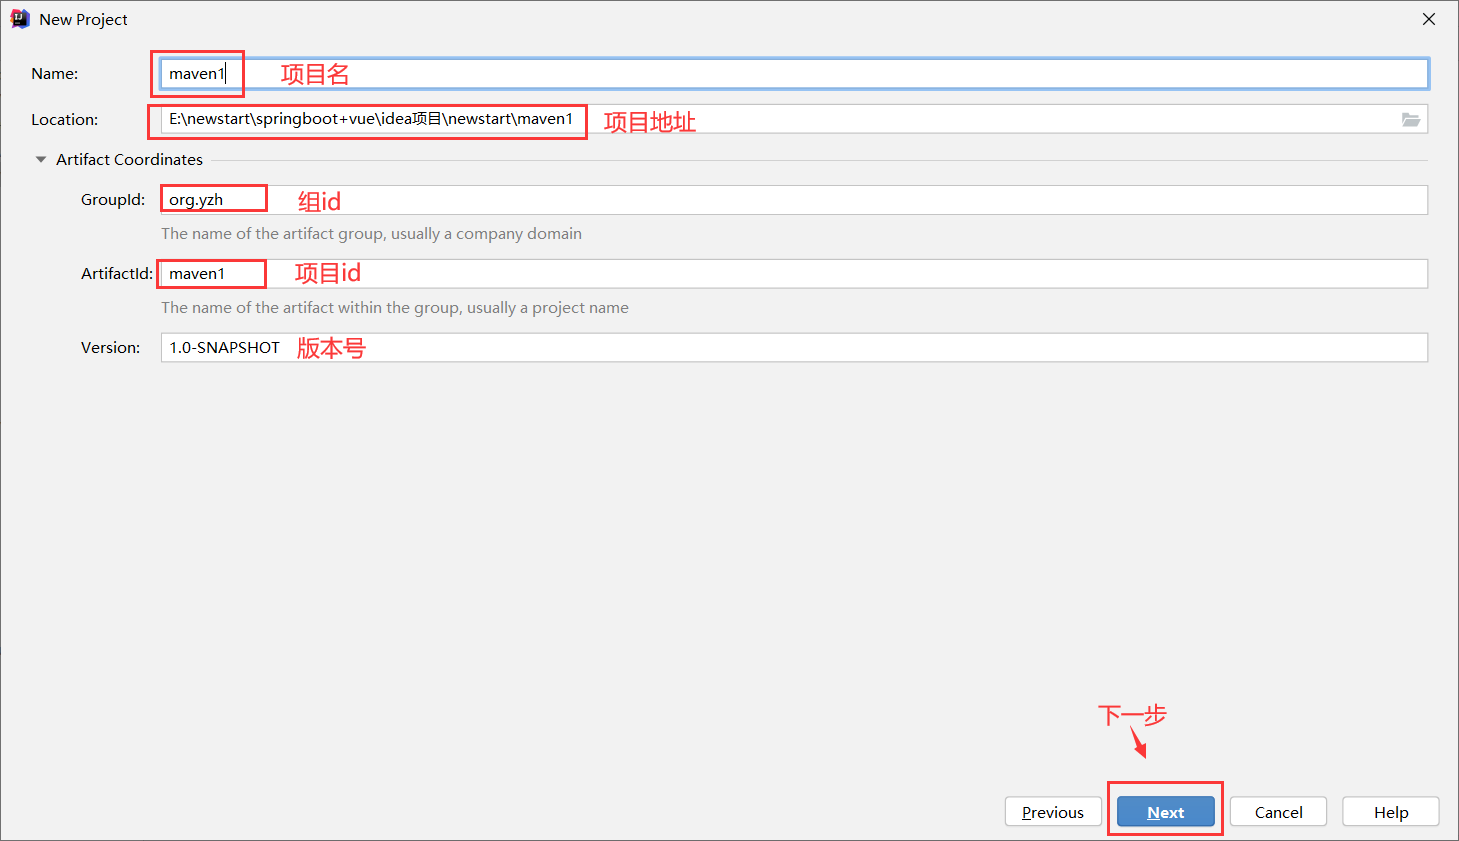 New Project
Name: maven1 项目名
Location: E:\newstart\springboot+vue\idea项目\newstart\maven1 项目地址
Artifact Coordinates
GroupId: org.yzh 组id
The name of the artifact group, usually a company domain
ArtifactId: maven1 项目id
The name of the artifact within the group, usually a project name
Version: 1.0-SNAPSHOT 版本号
下一步
Previous Next Cancel Help